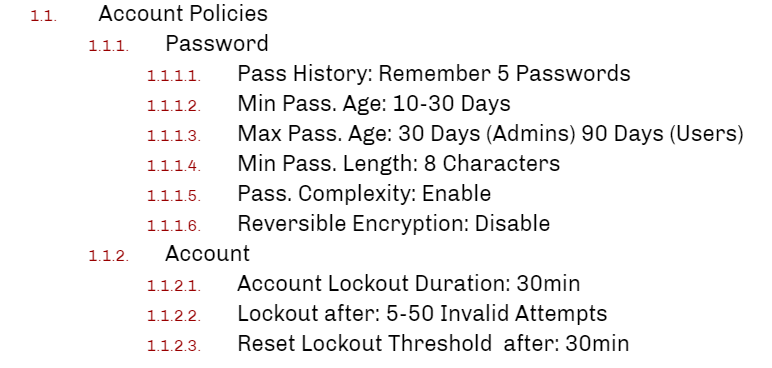 1.1. Account Policies
1.1.1. Password
1.1.1.1. Pass History: Remember 5 Passwords
1.1.1.2. Min Pass. Age: 10-30 Days
1.1.1.3. Max Pass. Age: 30 Days (Admins) 90 Days (Users)
1.1.1.4. Min Pass. Length: 8 Characters
1.1.1.5. Pass. Complexity: Enable
1.1.1.6. Reversible Encryption: Disable
1.1.2. Account
1.1.2.1. Account Lockout Duration: 30min
1.1.2.2. Lockout after: 5-50 Invalid Attempts
1.1.2.3. Reset Lockout Threshold  after: 30min